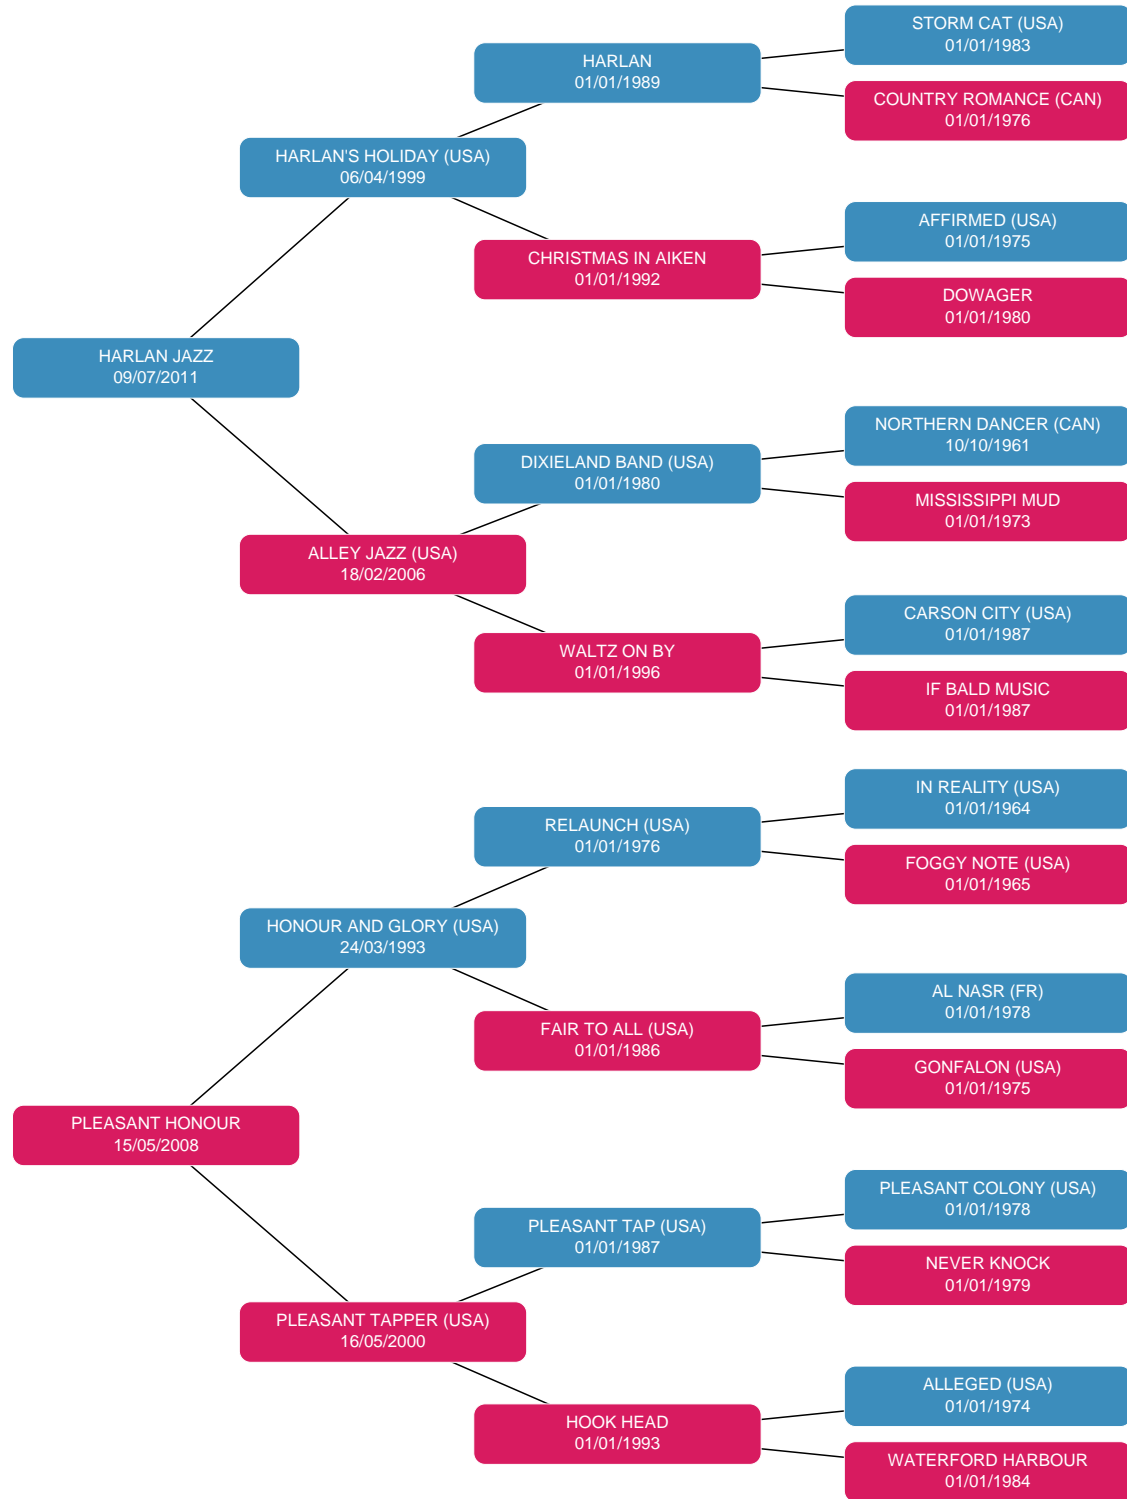 STORM CAT (USA)
01/01/1983
HARLAN
01/01/1989
COUNTRY ROMANCE (CAN)
01/01/1976
HARLAN'S HOLIDAY (USA)
06/04/1999
AFFIRMED (USA)
01/01/1975
CHRISTMAS IN AIKEN
01/01/1992
DOWAGER
01/01/1980
HARLAN JAZZ
09/07/2011
NORTHERN DANCER (CAN)
10/10/1961
DIXIELAND BAND (USA)
01/01/1980
MISSISSIPPI MUD
01/01/1973
ALLEY JAZZ (USA)
18/02/2006
CARSON CITY (USA)
01/01/1987
WALTZ ON BY
01/01/1996
IF BALD MUSIC
01/01/1987
IN REALITY (USA)
01/01/1964
RELAUNCH (USA)
01/01/1976
FOGGY NOTE (USA)
01/01/1965
HONOUR AND GLORY (USA)
24/03/1993
AL NASR (FR)
01/01/1978
FAIR TO ALL (USA)
01/01/1986
GONFALON (USA)
01/01/1975
PLEASANT HONOUR
15/05/2008
PLEASANT COLONY (USA)
01/01/1978
PLEASANT TAP (USA)
01/01/1987
NEVER KNOCK
01/01/1979
PLEASANT TAPPER (USA)
16/05/2000
ALLEGED (USA)
01/01/1974
HOOK HEAD
01/01/1993
WATERFORD HARBOUR
01/01/1984